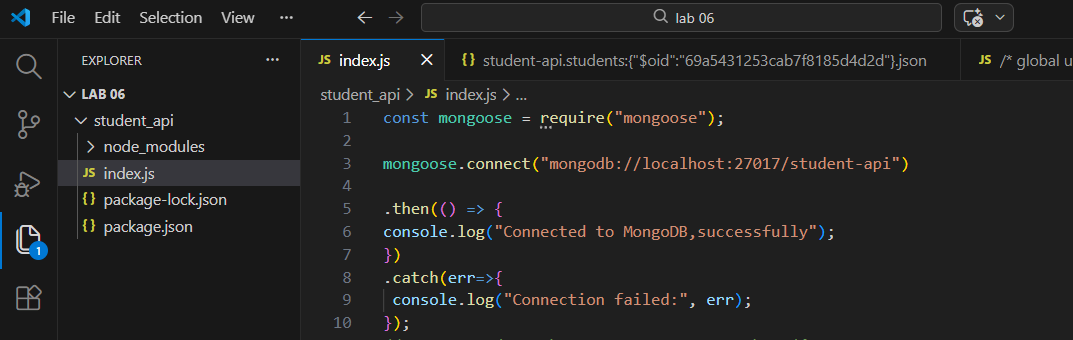 File Edit Selection View ··· lab 06
EXPLORER ···
LAB 06
student_api
node_modules
JS index.js
{} package-lock.json
{} package.json
1
JS index.js {} student-api.students:{"$oid":"69a5431253cab7f8185d4d2d"}.json JS /* global u
student_api > JS index.js > ...
1 const mongoose = require("mongoose");
2
3 mongoose.connect("mongodb://localhost:27017/student-api")
4
5 .then(() => {
6 console.log("Connected to MongoDB,successfully");
7 })
8 .catch(err=>{
9 console.log("Connection failed:", err);
10 });